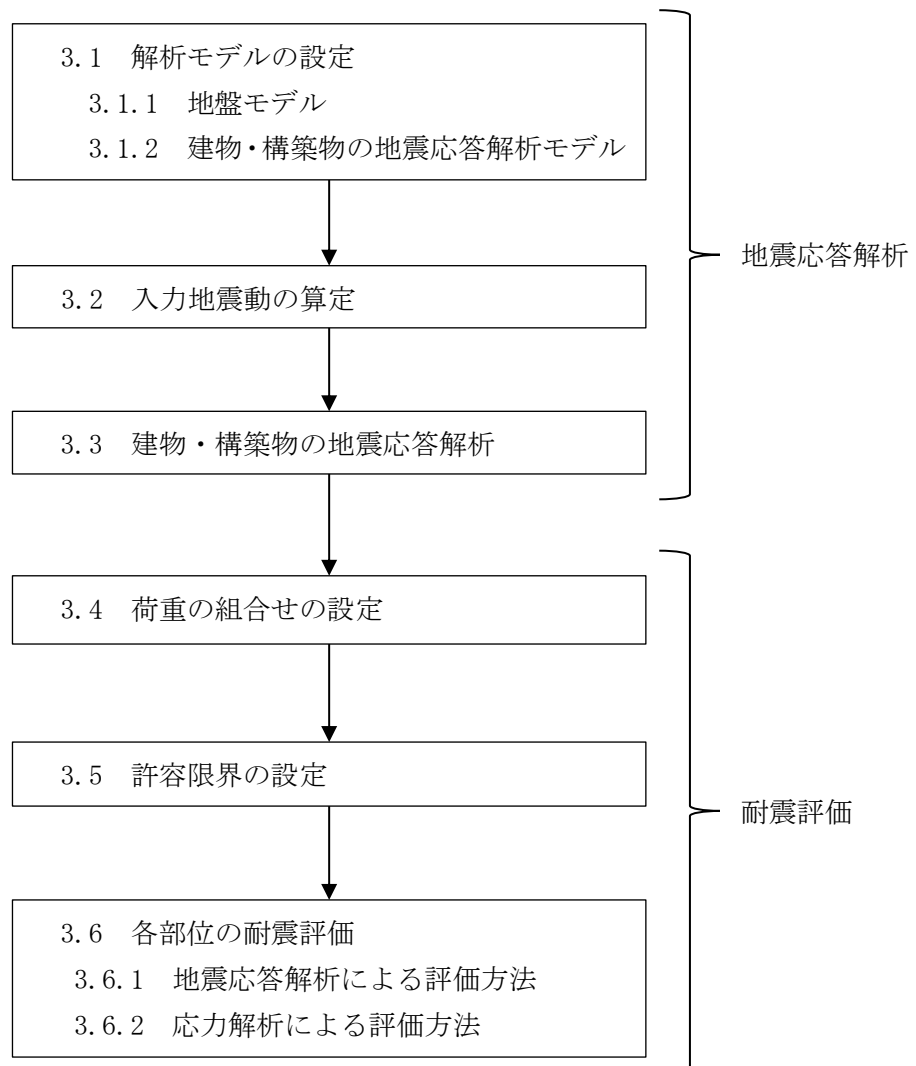 3.1 解析モデルの設定
3.1.1 地盤モデル
3.1.2 建物・構築物の地震応答解析モデル
地震応答解析
3.2 入力地震動の算定
3.3 建物・構築物の地震応答解析
3.4 荷重の組合せの設定
3.5 許容限界の設定
耐震評価
3.6 各部位の耐震評価
3.6.1 地震応答解析による評価方法
3.6.2 応力解析による評価方法